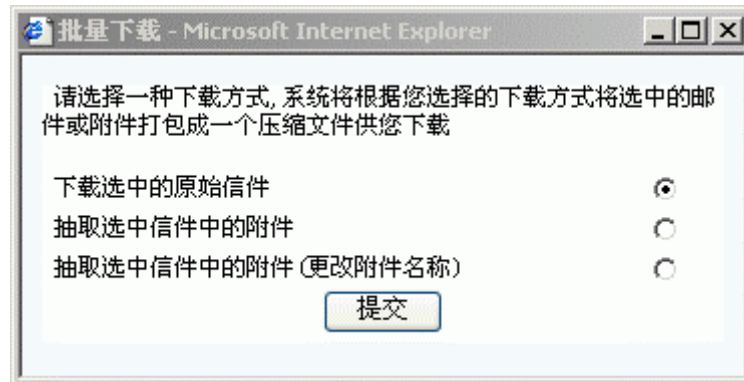 批量下载 - Microsoft Internet Explorer
请选择一种下载方式,系统将根据您选择的下载方式将选中的邮
件或附件打包成一个压缩文件供您下载
下载选中的原始信件
抽取选中信件中的附件
抽取选中信件中的附件(更改附件名称)
提交